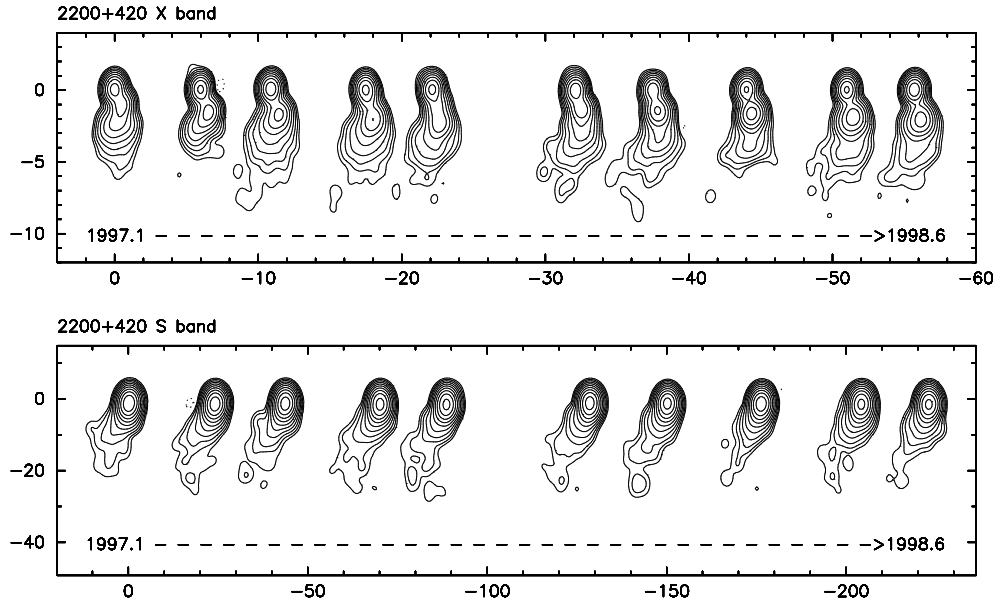 2200+420 X band
0
−5
−10
1997.1 — — — — — — — — — — — — — — — — — — — — — — — —>1998.6
0 −10 −20 −30 −40 −50 −60
2200+420 S band
0
−20
−40
1997.1 — — — — — — — — — — — — — — — — — — — — — — — —>1998.6
0 −50 −100 −150 −200